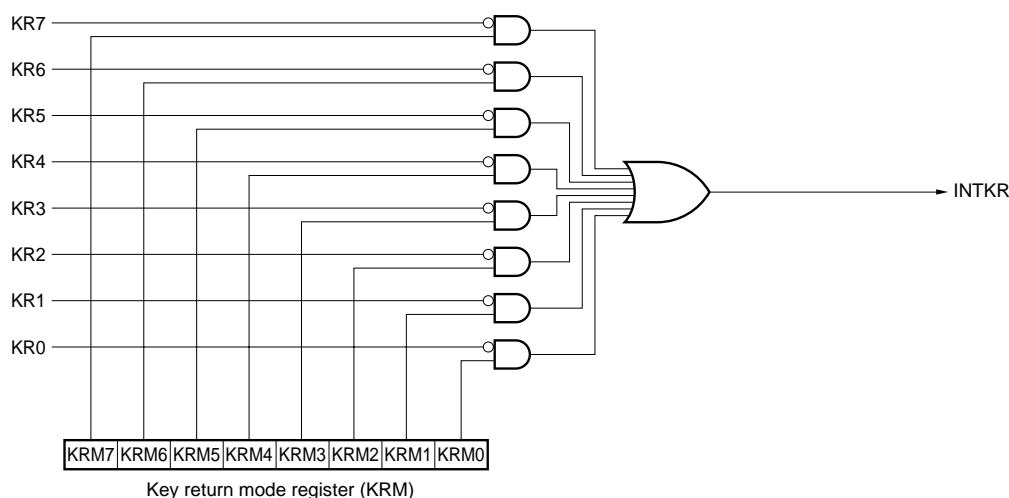 KR7
KR6
KR5
KR4
KR3
KR2
KR1
KR0
INTKR
KRM7 KRM6 KRM5 KRM4 KRM3 KRM2 KRM1 KRM0
Key return mode register (KRM)